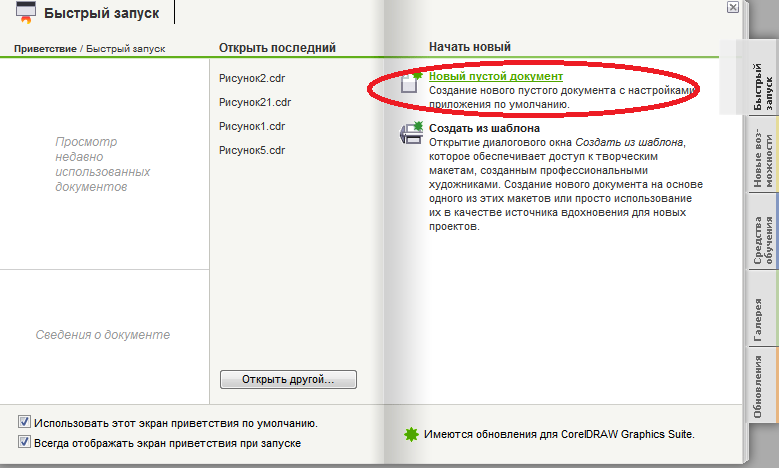 Быстрый запуск
Приветствие / Быстрый запуск
Открыть последний
Начать новый
Рисунок2.cdr
Рисунок21.cdr
Рисунок1.cdr
Рисунок5.cdr
Просмотр
недавно
использованных
документов
Сведения о документе
Открыть другой...
Новый пустой документ
Создание нового пустого документа с настройками
приложения по умолчанию.
Создать из шаблона
Открытие диалогового окна Создать из шаблона,
которое обеспечивает доступ к творческим
макетам, созданным профессиональными
художниками. Создание нового документа на основе
одного из этих макетов или просто использование
их в качестве источника вдохновения для новых
проектов.
Использовать этот экран приветствия по умолчанию.
Всегда отображать экран приветствия при запуске
Имеются обновления для CorelDRAW Graphics Suite.
Быстрый
запуск
Новые воз-
можности
Средства
обучения
Галерея
Обновления